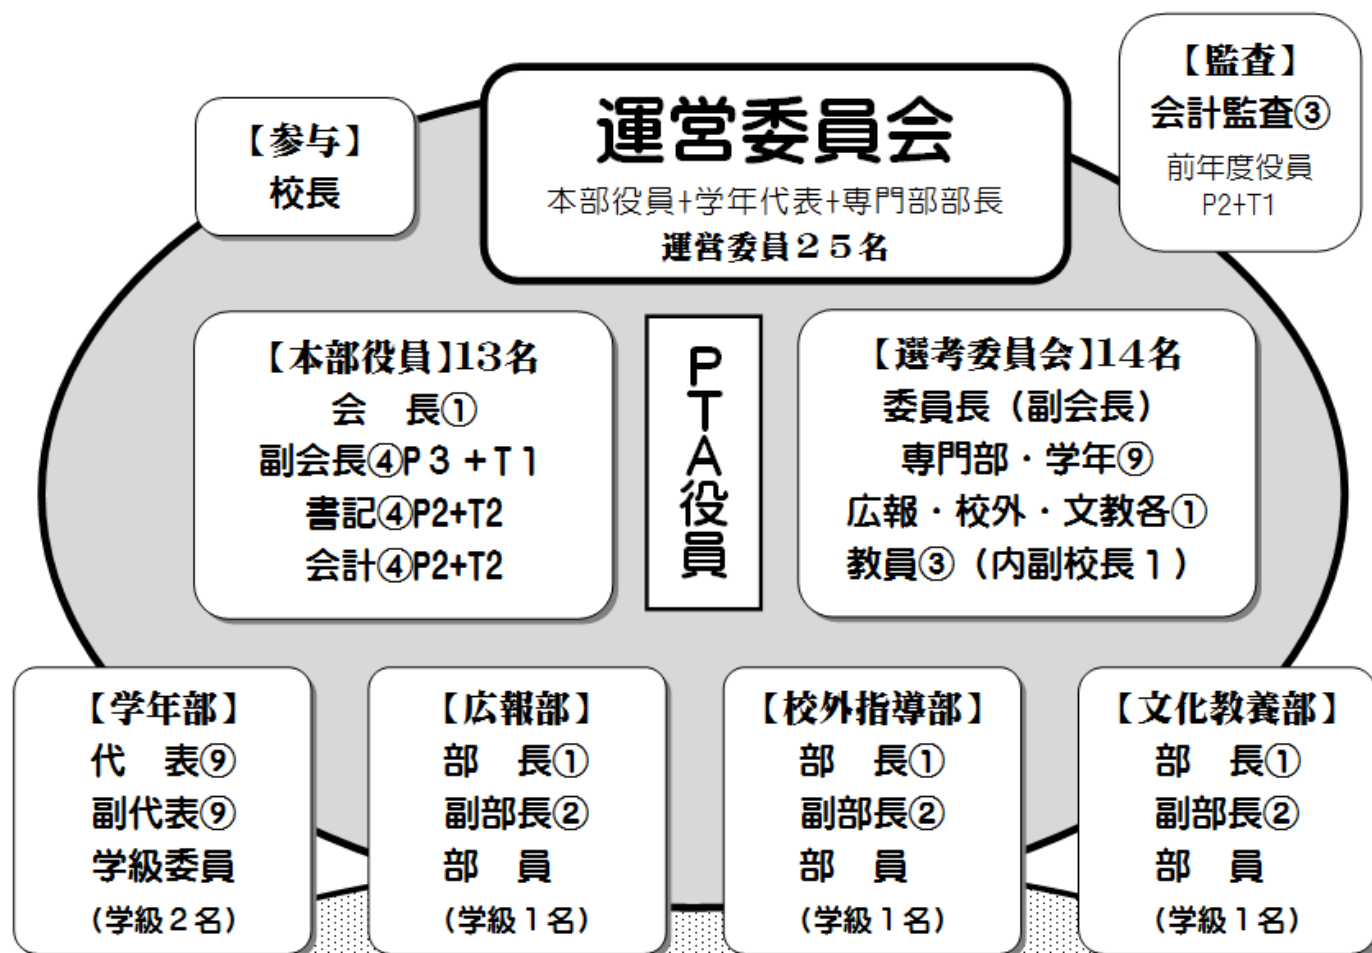 【参与】
校長
運営委員会
本部役員+学年代表+専門部部長
運営委員２５名
【監査】
会計監査③
前年度役員
P2+T1
【本部役員】13名
会　長①
副会長④P３+T１
書記④P2+T2
会計④P2+T2
PTA役員
【選考委員会】14名
委員長（副会長）
専門部・学年⑨
広報・校外・文教各①
教員③（内副校長１）
【学年部】
代　表⑨
副代表⑨
学級委員
（学級２名）
【広報部】
部　長①
副部長②
部　員
（学級１名）
【校外指導部】
部　長①
副部長②
部　員
（学級１名）
【文化教養部】
部　長①
副部長②
部　員
（学級１名）